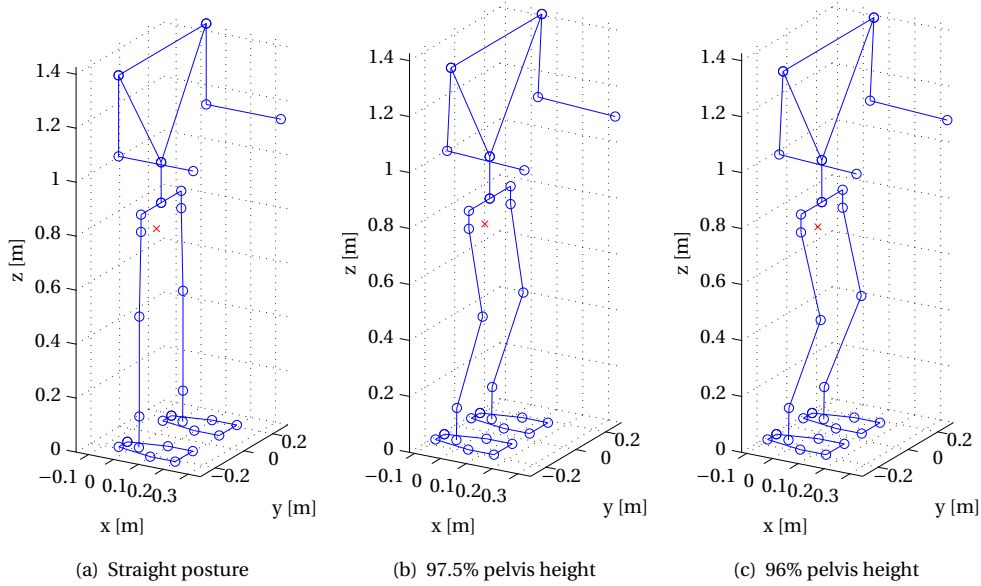 1.4
1.2
1
0.8
0.6
0.4
0.2
0
z [m]
−0.1 0 0.1 0.2 0.3
x [m]
−0.2 0 0.2
y [m]
(a) Straight posture
1.4
1.2
1
0.8
0.6
0.4
0.2
0
z [m]
−0.1 0 0.1 0.2 0.3
x [m]
−0.2 0 0.2
y [m]
(b) 97.5% pelvis height
1.4
1.2
1
0.8
0.6
0.4
0.2
0
z [m]
−0.1 0 0.1 0.2 0.3
x [m]
−0.2 0 0.2
y [m]
(c) 96% pelvis height